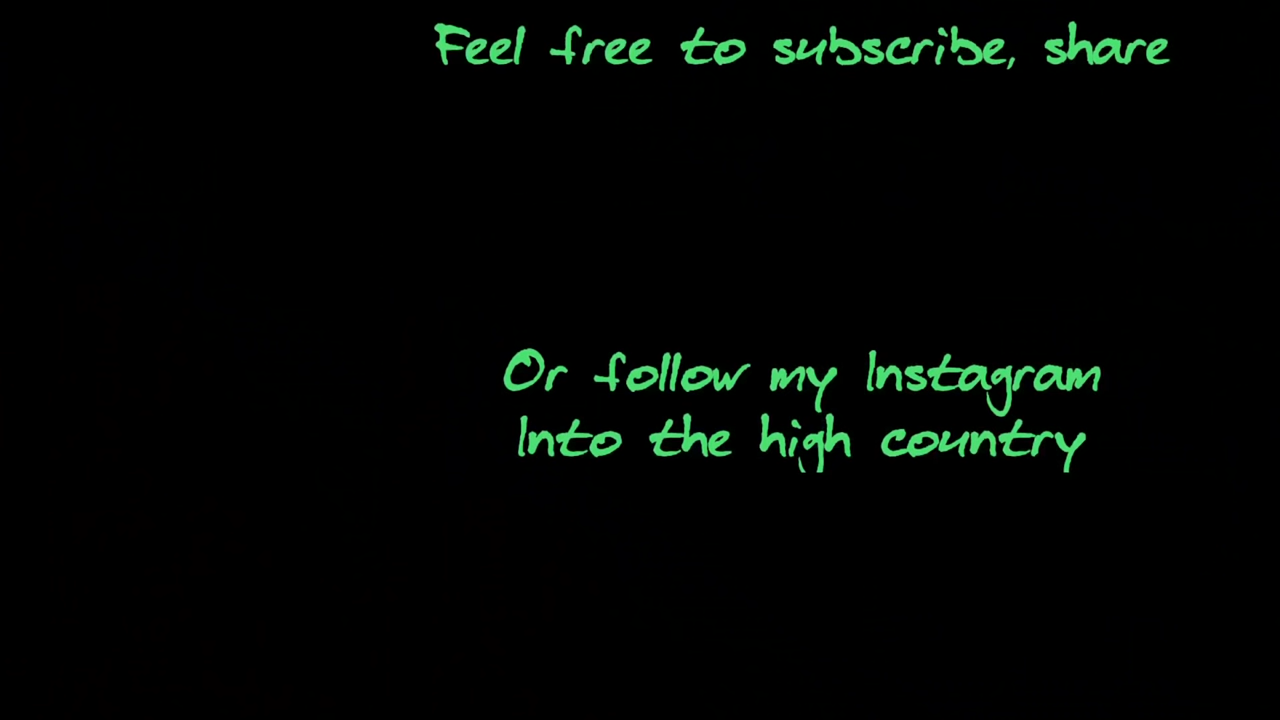 Feel free to subscribe, share
Or follow my Instagram
Into the high country